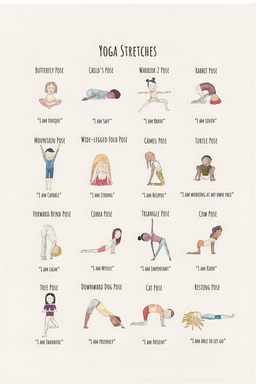 YOGA STRETCHES
BUTTERFLY POSE
CHILD'S POSE
WARRIOR 2 POSE
RABBIT POSE
"I AM UNIQUE"
"I AM SAFE"
"I AM BRAVE"
"I AM LOVED"
MOUNTAIN POSE
WIDE-LEGGED FOLD POSE
CAMEL POSE
TURTLE POSE
"I AM CAPABLE"
"I AM STRONG"
"I AM HELPFUL"
"I AM WORKING AT MY OWN PACE"
FORWARD BEND POSE
COBRA POSE
TRIANGLE POSE
COW POSE
"I AM CALM"
"I AM MYSELF"
"I AM IMPORTANT"
"I AM KIND"
TREE POSE
DOWNWARD DOG POSE
CAT POSE
RESTING POSE
"I AM THANKFUL"
"I AM FRIENDLY"
"I AM PATIENT"
"I AM ABLE TO LET GO"